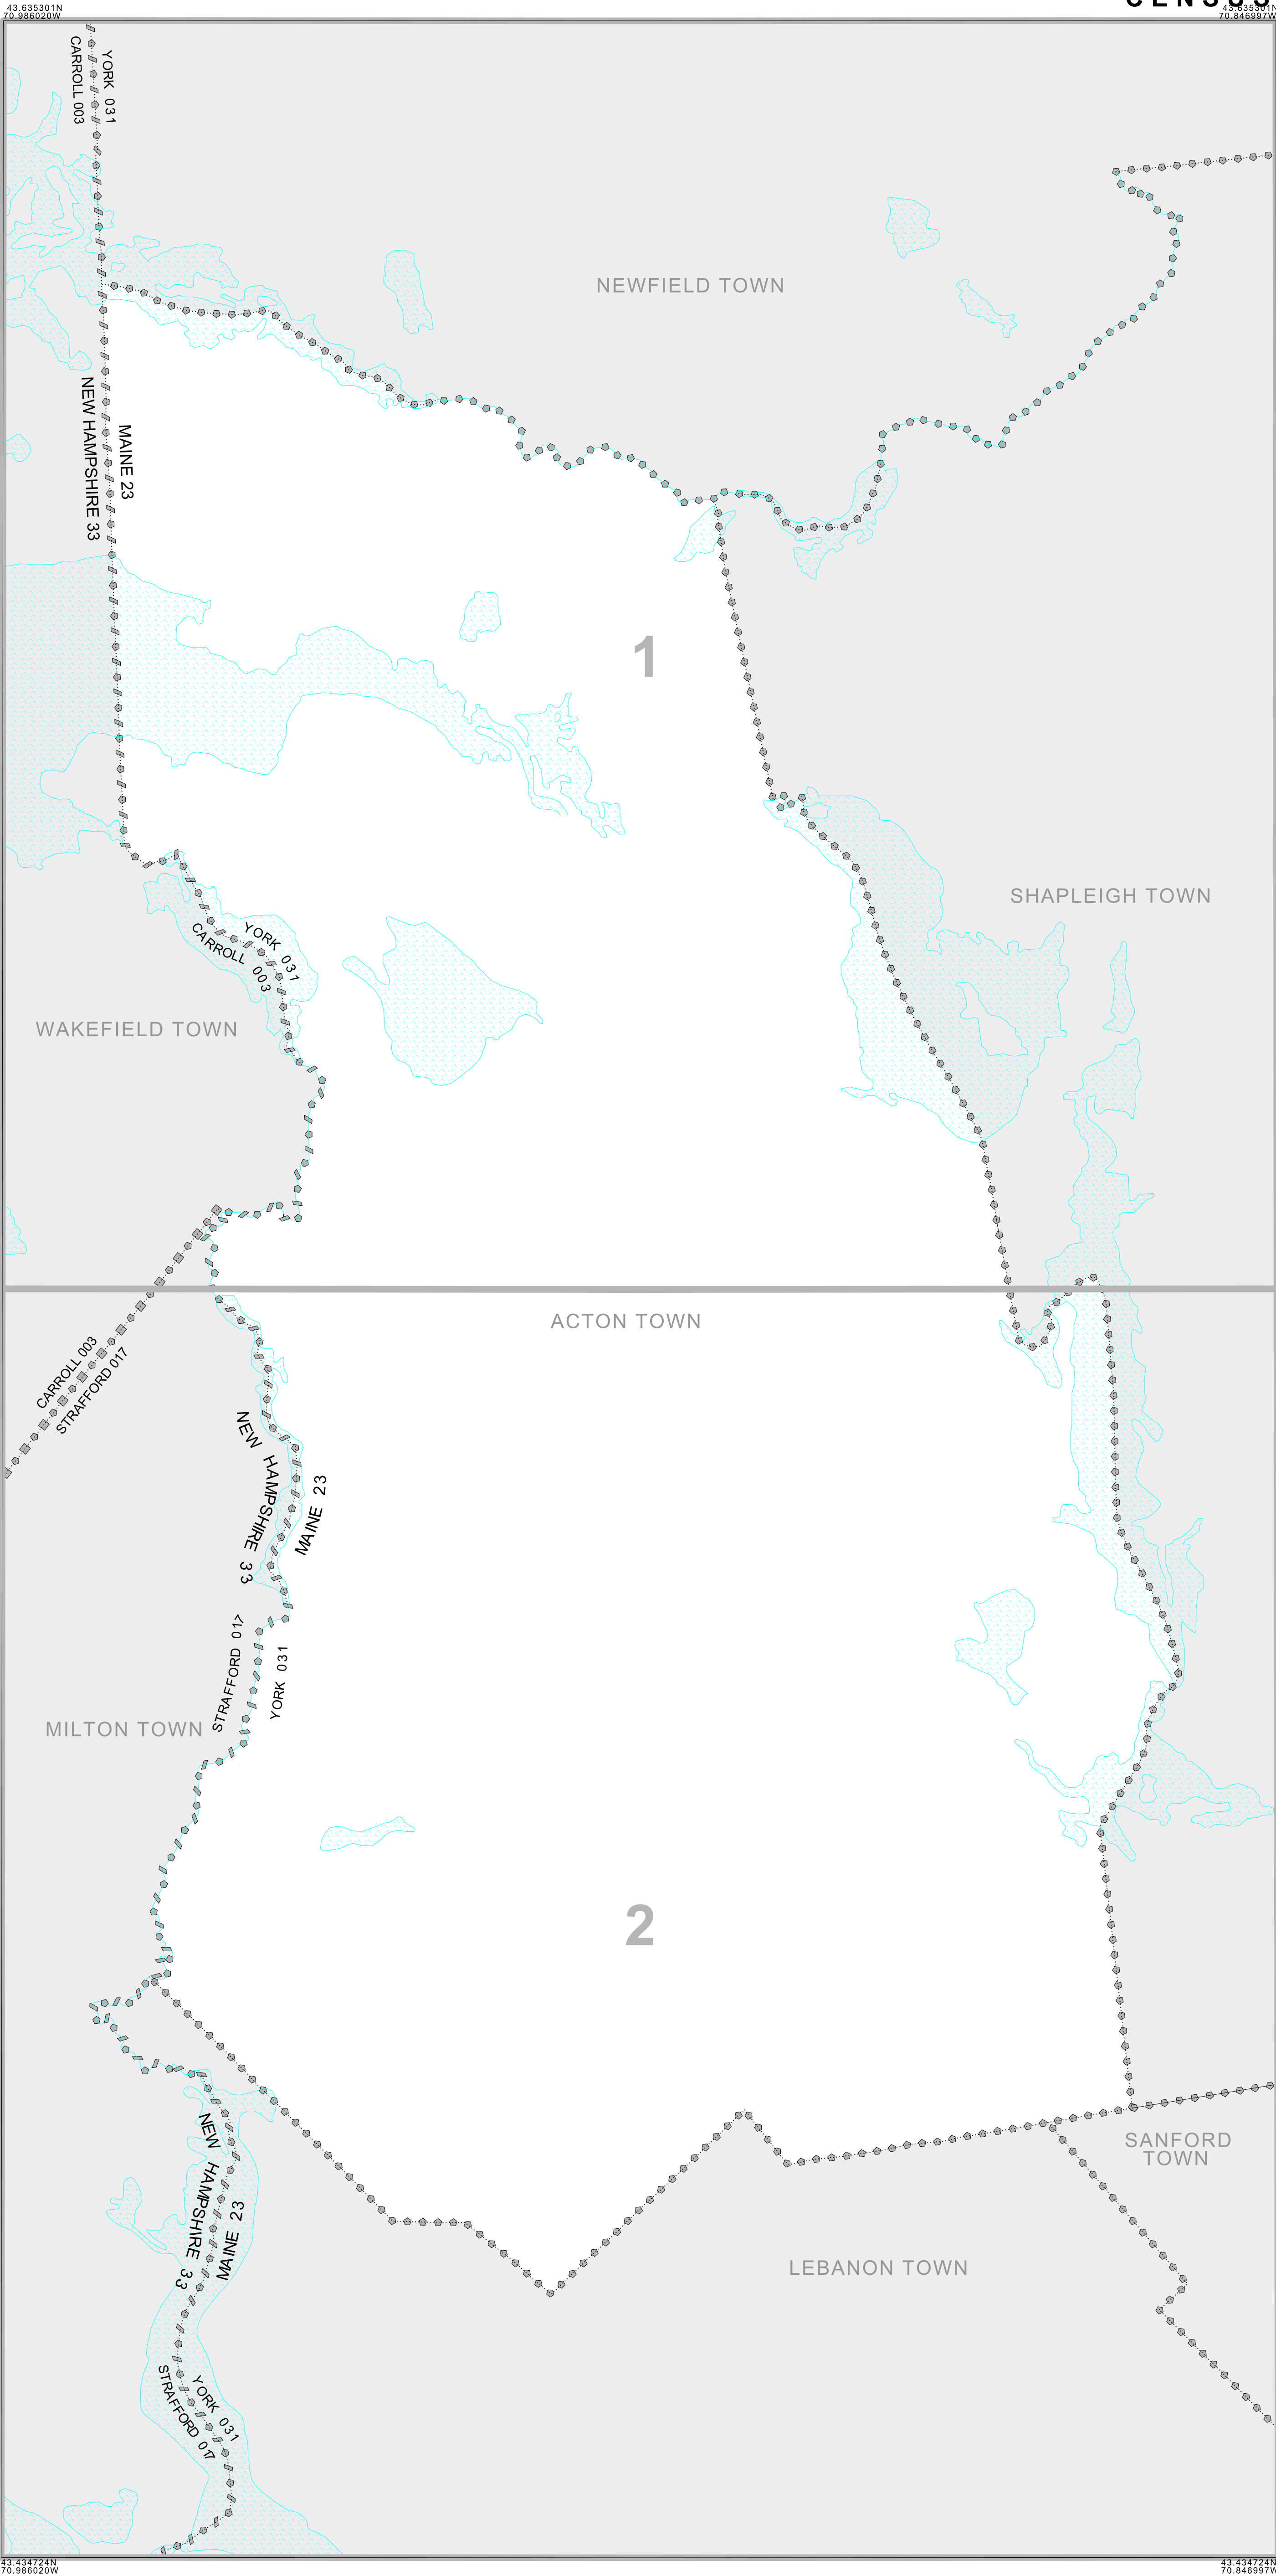 CENSUS
43.635301N
70.986020W
43.635301N
70.846997W
YORK 031
CARROLL 003
NEWFIELD TOWN
MAINE 23
NEW HAMPSHIRE 33
1
SHAPLEIGH TOWN
YORK 031
CARROLL 003
WAKEFIELD TOWN
ACTON TOWN
CARROLL 003
STRAFFORD 017
NEW HAMPSHIRE 33
MAINE 23
STRAFFORD 017
YORK 031
MILTON TOWN
2
NEW HAMPSHIRE 33
MAINE 23
SANFORD
TOWN
LEBANON TOWN
YORK 031
STRAFFORD 017
43.434724N
70.986020W
43.434724N
70.846997W